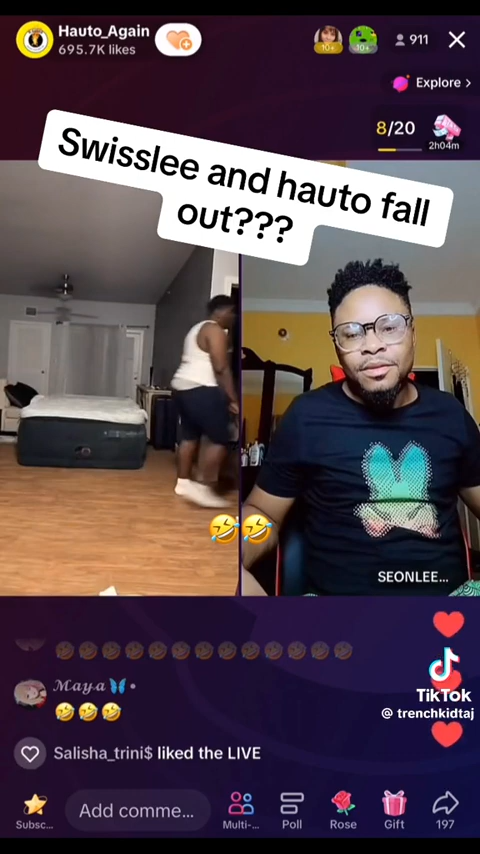 Hauto_Again
695.7K likes
10+
10+
911
Explore >
8/20
2h04m
Swisslee and hauto fall
out???
SEONLEE...
𝓜𝓪𝔂𝓪 🦋 •
🤣🤣🤣
Salisha_trini$ liked the LIVE
TikTok
@ trenchkidtaj
Subsc...
Add comme...
Multi-...
Poll
Rose
Gift
197